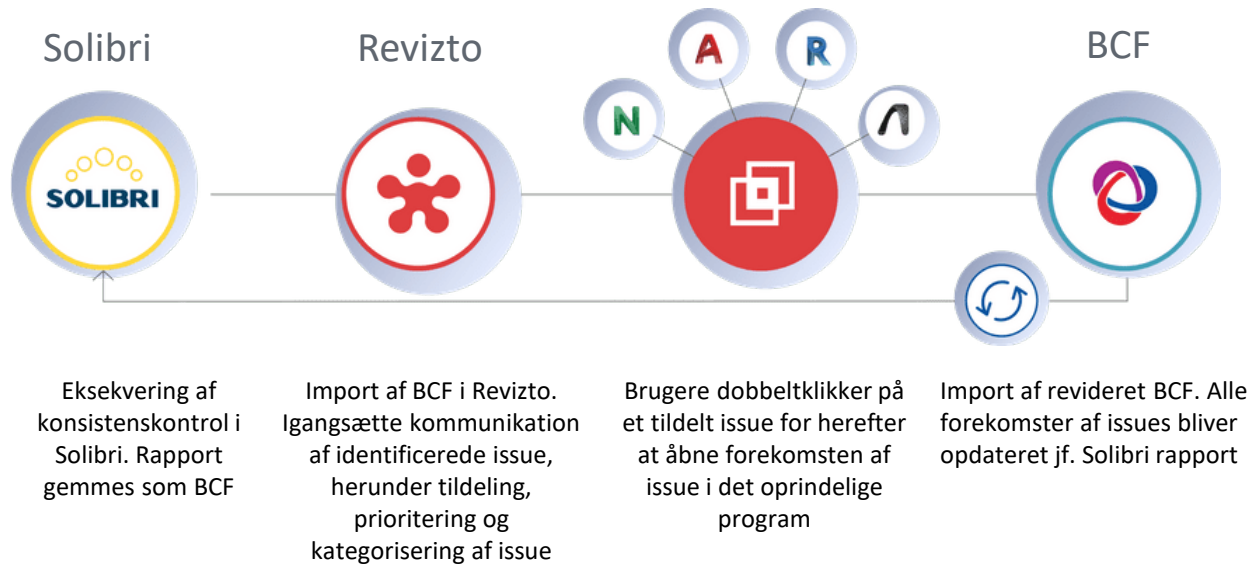 Solibri
Revizto
BCF
N
A
R
SOLIBRI
Eksekvering af
konsistenskontrol i
Solibri. Rapport
gemmes som BCF
Import af BCF i Revizto.
Igangsætte kommunikation
af identificerede issue,
herunder tildeling,
prioritering og
kategorisering af issue
Brugere dobbeltklikker på
et tildelt issue for herefter
at åbne forekomsten af
issue i det oprindelige
program
Import af revideret BCF. Alle
forekomster af issues bliver
opdateret jf. Solibri rapport